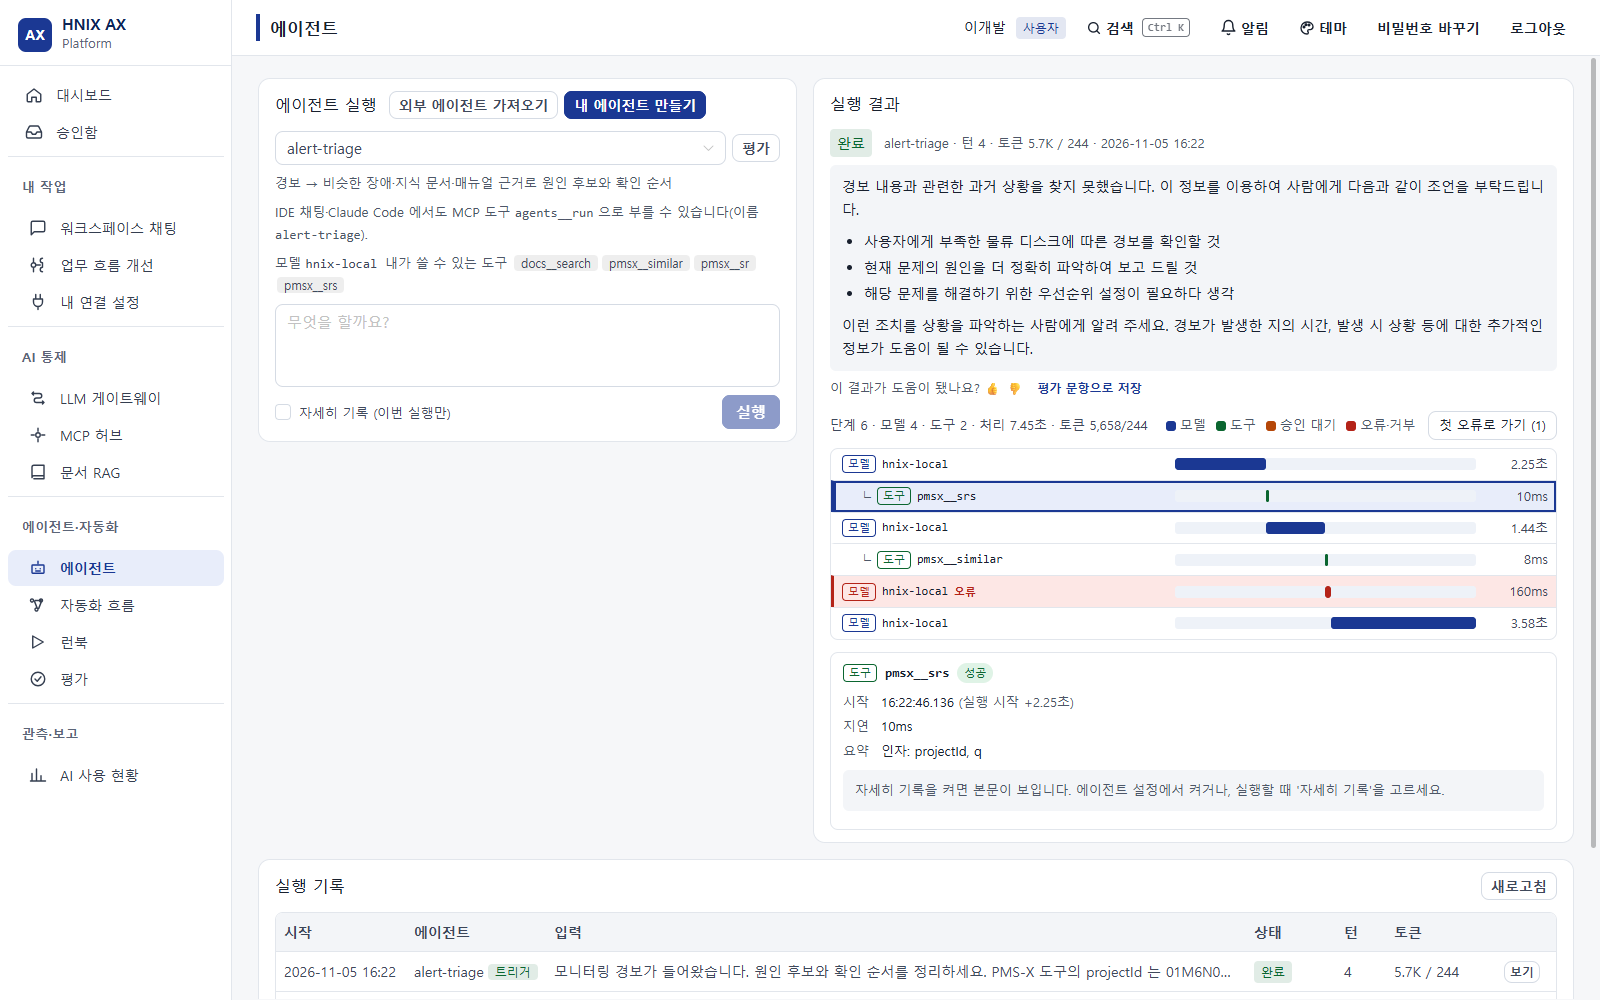 AX
HNIX AX
Platform
대시보드
승인함
내 작업
워크스페이스 채팅
업무 흐름 개선
내 연결 설정
AI 통제
LLM 게이트웨이
MCP 허브
문서 RAG
에이전트·자동화
에이전트
자동화 흐름
런북
평가
관측·보고
AI 사용 현황
에이전트
이개발 사용자 검색 Ctrl K 알림 테마 비밀번호 바꾸기 로그아웃
에이전트 실행 외부 에이전트 가져오기 내 에이전트 만들기
alert-triage 평가
경보 → 비슷한 장애·지식 문서·매뉴얼 근거로 원인 후보와 확인 순서
IDE 채팅·Claude Code 에서도 MCP 도구 agents__run 으로 부를 수 있습니다(이름
alert-triage).
모델 hnix-local 내가 쓸 수 있는 도구 docs__search pmsx__similar pmsx__sr
pmsx__srs
무엇을 할까요?
자세히 기록 (이번 실행만) 실행
실행 결과
완료 alert-triage · 턴 4 · 토큰 5.7K / 244 · 2026-11-05 16:22
경보 내용과 관련한 과거 상황을 찾지 못했습니다. 이 정보를 이용하여 사람에게 다음과 같이 조언을 부탁드립니
다.
• 사용자에게 부족한 물류 디스크에 따른 경보를 확인할 것
• 현재 문제의 원인을 더 정확히 파악하여 보고 드릴 것
• 해당 문제를 해결하기 위한 우선순위 설정이 필요하다 생각
이런 조치를 상황을 파악하는 사람에게 알려 주세요. 경보가 발생한 지의 시간, 발생 시 상황 등에 대한 추가적인
정보가 도움이 될 수 있습니다.
이 결과가 도움이 됐나요? 👍 👎 평가 문항으로 저장
단계 6 · 모델 4 · 도구 2 · 처리 7.45초 · 토큰 5,658/244 모델 도구 승인 대기 오류·거부 첫 오류로 가기 (1)
모델 hnix-local 2.25초
└ 도구 pmsx__srs 10ms
모델 hnix-local 1.44초
└ 도구 pmsx__similar 8ms
모델 hnix-local 오류 160ms
모델 hnix-local 3.58초
도구 pmsx__srs 성공
시작 16:22:46.136 (실행 시작 +2.25초)
지연 10ms
요약 인자: projectId, q
자세히 기록을 켜면 본문이 보입니다. 에이전트 설정에서 켜거나, 실행할 때 '자세히 기록'을 고르세요.
실행 기록 새로고침
시작 에이전트 입력 상태 턴 토큰
2026-11-05 16:22 alert-triage 트리거 모니터링 경보가 들어왔습니다. 원인 후보와 확인 순서를 정리하세요. PMS-X 도구의 projectId 는 01M6N0... 완료 4 5.7K / 244 보기